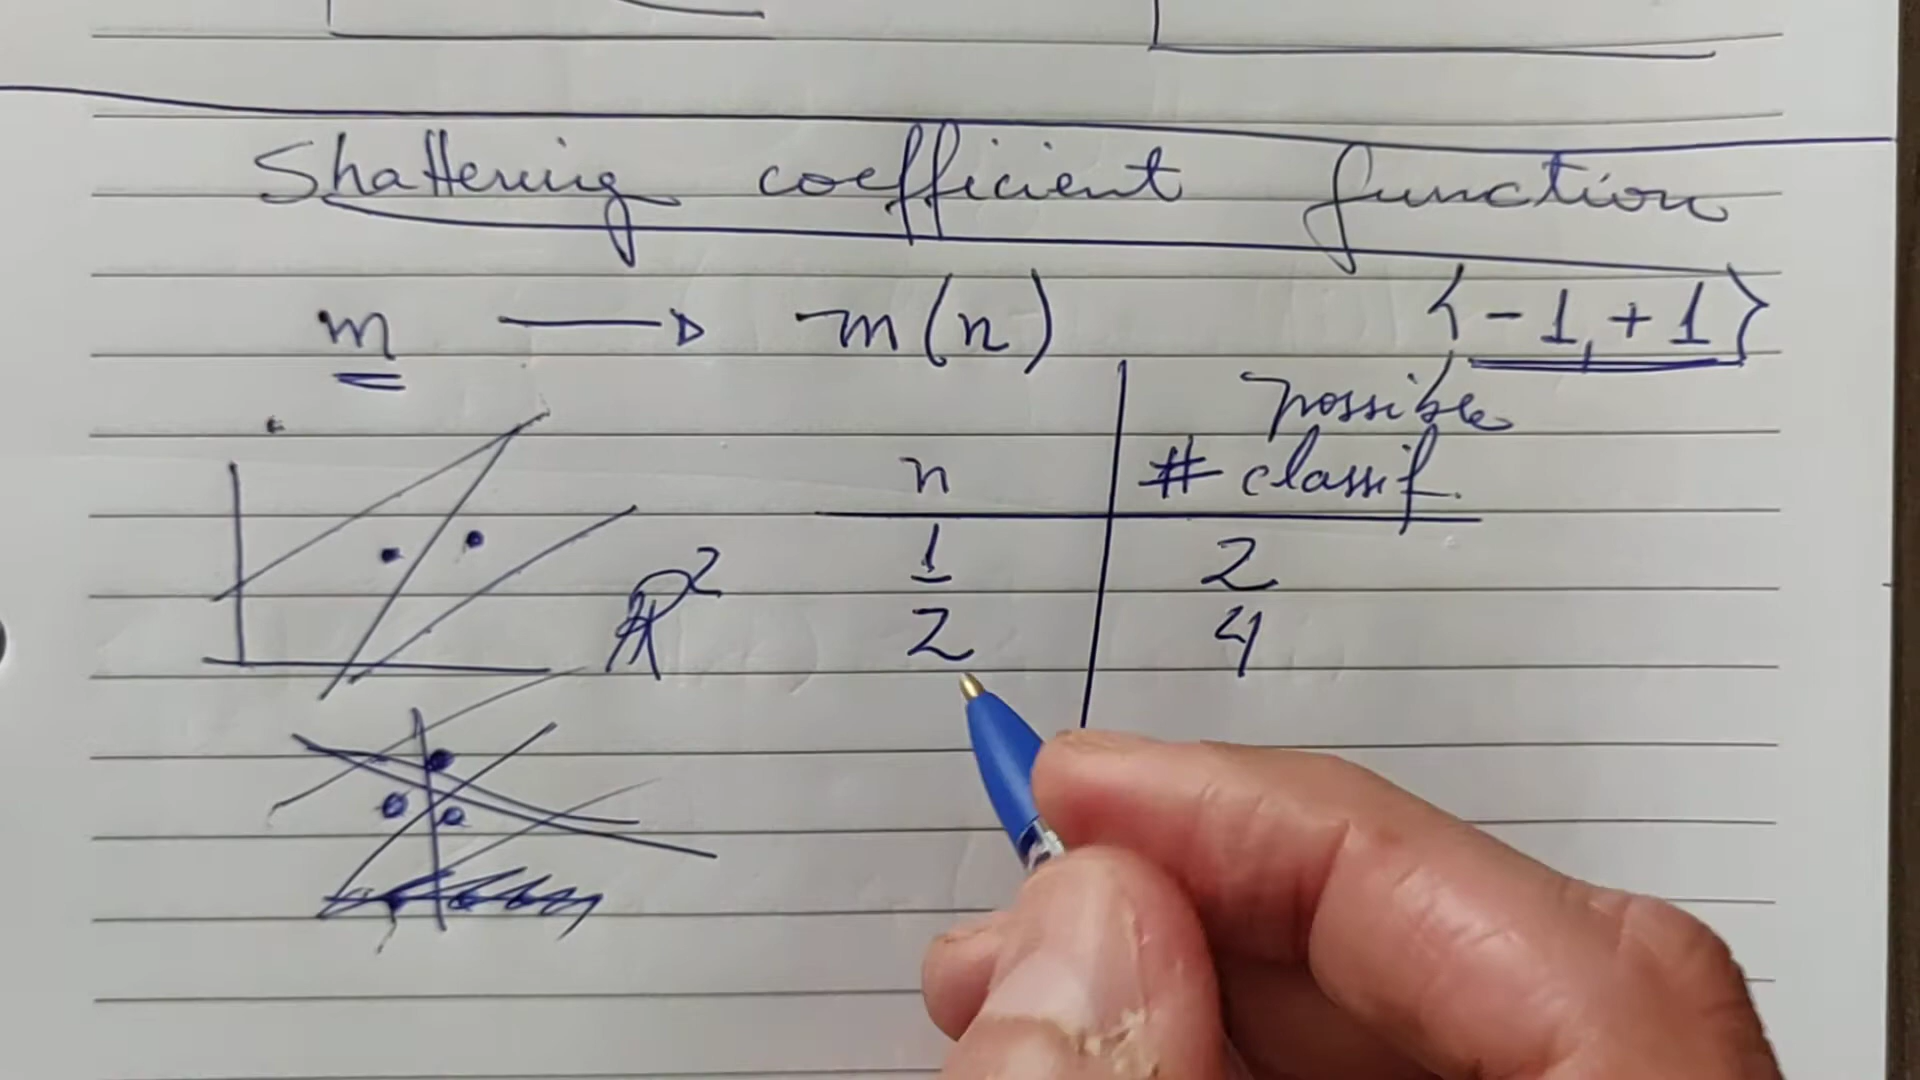 Shattering coefficient function
m → m(n) {-1, +1}
possible
n # classif.
1 2
2 4
R²